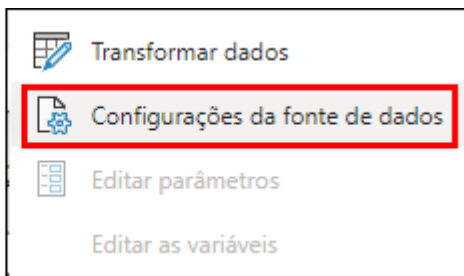 Transformar dados
Configurações da fonte de dados
Editar parâmetros
Editar as variáveis